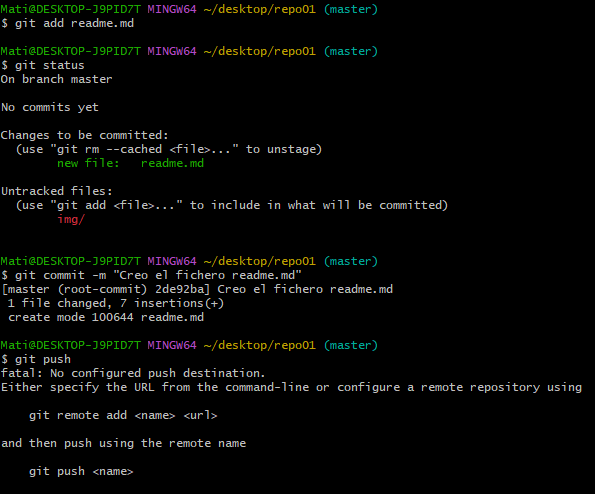 Mati@DESKTOP-J9PID7T MINGW64 ~/desktop/repo01 (master)
$ git add readme.md
Mati@DESKTOP-J9PID7T MINGW64 ~/desktop/repo01 (master)
$ git status
On branch master
No commits yet
Changes to be committed:
  (use "git rm --cached <file>..." to unstage)
        new file:   readme.md
Untracked files:
  (use "git add <file>..." to include in what will be committed)
        img/
Mati@DESKTOP-J9PID7T MINGW64 ~/desktop/repo01 (master)
$ git commit -m "Creo el fichero readme.md"
[master (root-commit) 2de92ba] Creo el fichero readme.md
 1 file changed, 7 insertions(+)
 create mode 100644 readme.md
Mati@DESKTOP-J9PID7T MINGW64 ~/desktop/repo01 (master)
$ git push
fatal: No configured push destination.
Either specify the URL from the command-line or configure a remote repository using
    git remote add <name> <url>
and then push using the remote name
    git push <name>